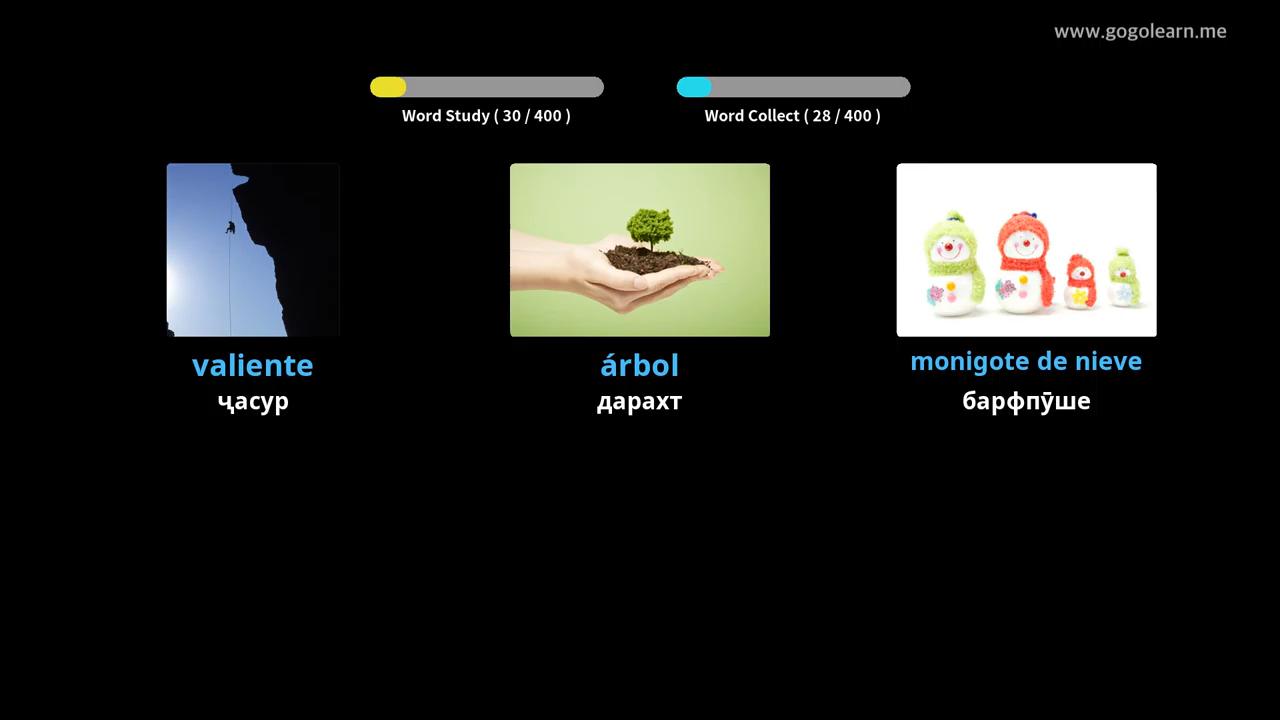 www.gogolearn.me
Word Study ( 30 / 400 )
Word Collect ( 28 / 400 )
valiente
árbol
monigote de nieve
ҷасур
дарахт
барфпӯше